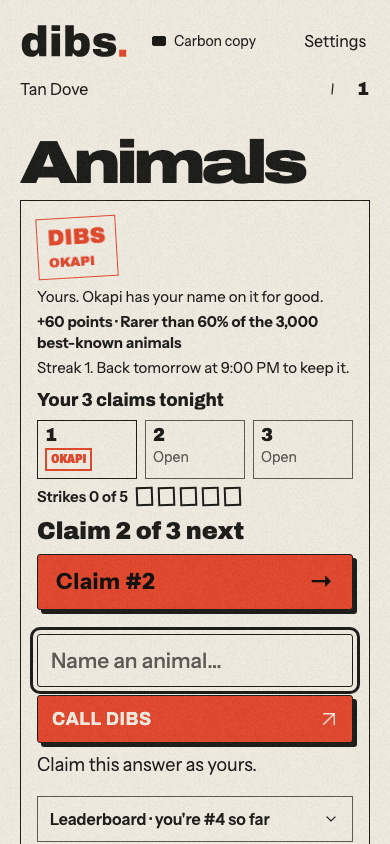 dibs.
Carbon copy
Settings
Tan Dove
1
Animals
DIBS
OKAPI
Yours. Okapi has your name on it for good.
+60 points · Rarer than 60% of the 3,000
best-known animals
Streak 1. Back tomorrow at 9:00 PM to keep it.
Your 3 claims tonight
1
OKAPI
2
Open
3
Open
Strikes 0 of 5
Claim 2 of 3 next
Claim #2 →
Name an animal...
CALL DIBS
Claim this answer as yours.
Leaderboard · you're #4 so far